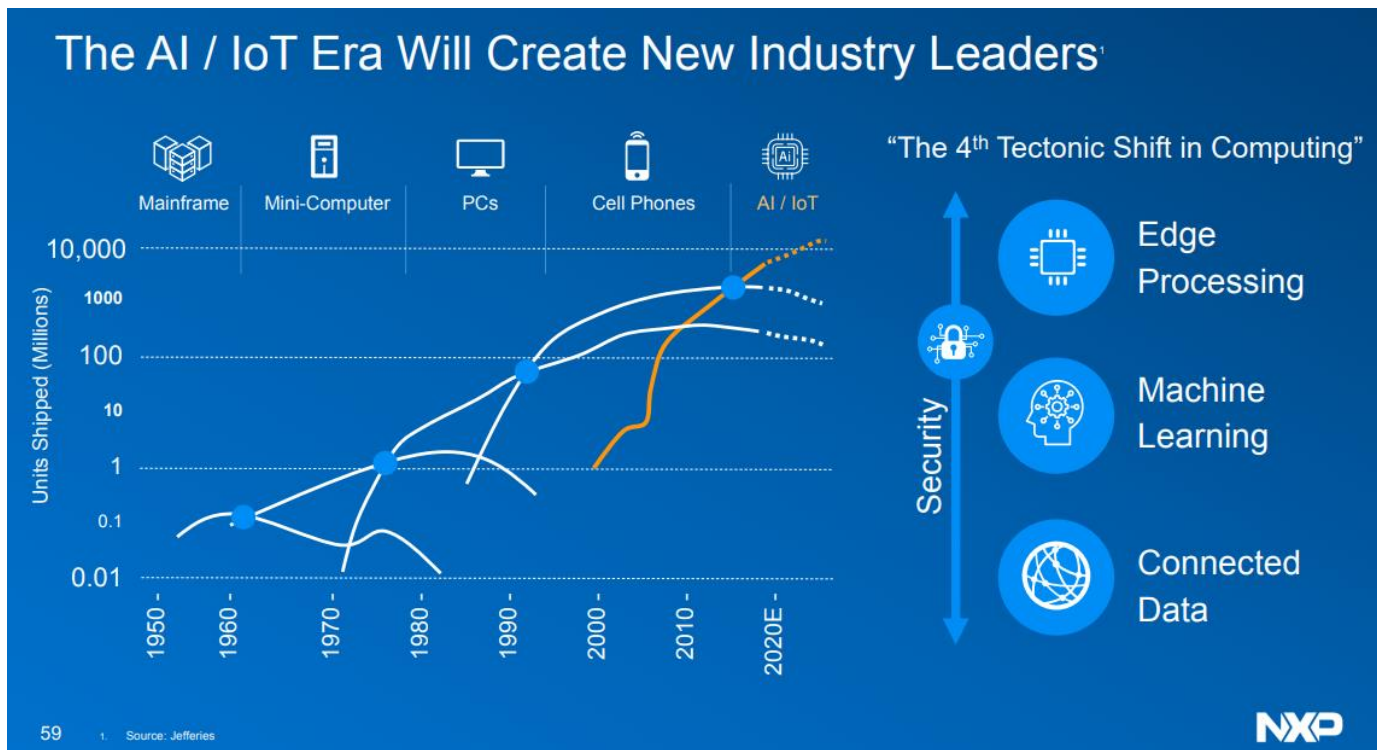 The AI / IoT Era Will Create New Industry Leaders¹
Mainframe
Mini-Computer
PCs
Cell Phones
Ai
AI / IoT
Units Shipped (Millions)
10,000
1000
100
10
1
0.1
0.01
1950
1960
1970
1980
1990
2000
2010
2020E
“The 4th Tectonic Shift in Computing”
Security
Edge
Processing
Machine
Learning
Connected
Data
59
1. Source: Jefferies
NXP